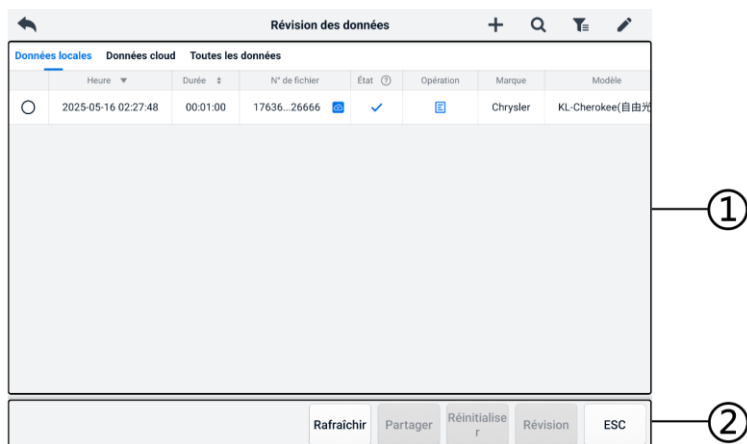 Révision des données
Données locales Données cloud Toutes les données
Heure ▼ Durée N° de fichier État ? Opération Marque Modèle
2025-05-16 02:27:48 00:01:00 17636...26666 Chrysler KL-Cherokee(自由光
①
Rafraîchir Partager Réinitialise
r Révision ESC
②